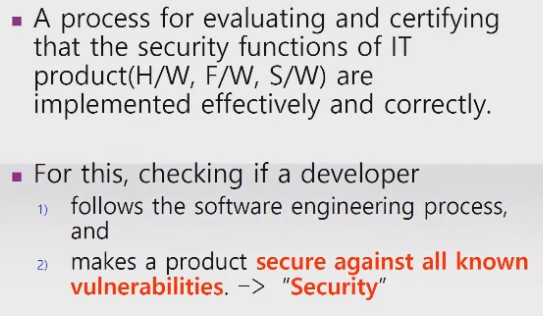 ▪ A process for evaluating and certifying
that the security functions of IT
product(H/W, F/W, S/W) are
implemented effectively and correctly.
▪ For this, checking if a developer
1) follows the software engineering process,
and
2) makes a product secure against all known
vulnerabilities. –> "Security"